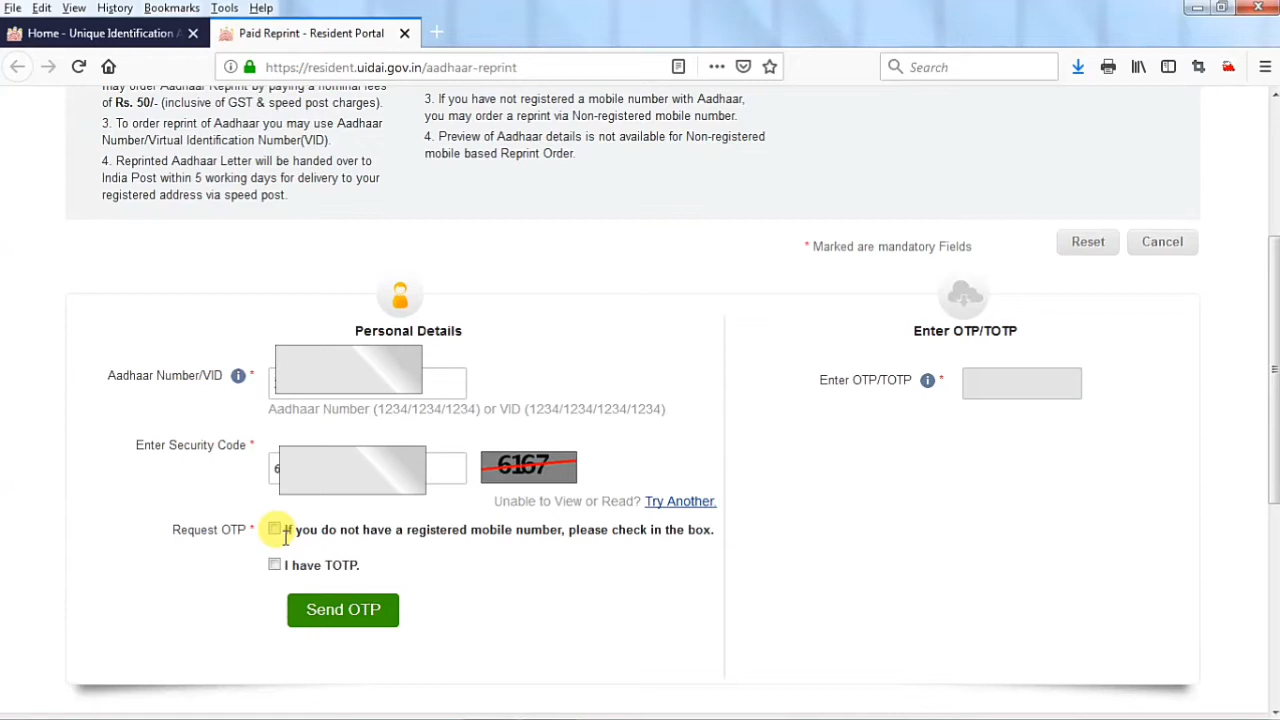 File Edit View History Bookmarks Tools Help
Home - Unique Identification A
Paid Reprint - Resident Portal
https://resident.uidai.gov.in/aadhaar-reprint
Search
may order Aadhaar Reprint by paying a nominal fees
of Rs. 50/- (inclusive of GST & speed post charges).
3. To order reprint of Aadhaar you may use Aadhaar
Number/Virtual Identification Number(VID).
4. Reprinted Aadhaar Letter will be handed over to
India Post within 5 working days for delivery to your
registered address via speed post.
3. If you have not registered a mobile number with Aadhaar,
you may order a reprint via Non-registered mobile number.
4. Preview of Aadhaar details is not available for Non-registered
mobile based Reprint Order.
* Marked are mandatory Fields
Reset
Cancel
Personal Details
Aadhaar Number/VID *
Aadhaar Number (1234/1234/1234) or VID (1234/1234/1234/1234)
Enter Security Code *
6
6167
Unable to View or Read? Try Another.
Request OTP * If you do not have a registered mobile number, please check in the box.
I have TOTP.
Send OTP
Enter OTP/TOTP
Enter OTP/TOTP *